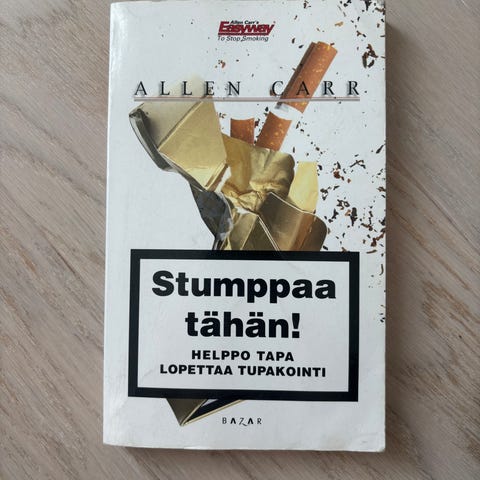 Allen Carr's
Easyway
To Stop Smoking
ALLEN CARR
Stumppaa
tähän!
HELPPO TAPA
LOPETTAA TUPAKOINTI
BAZAR